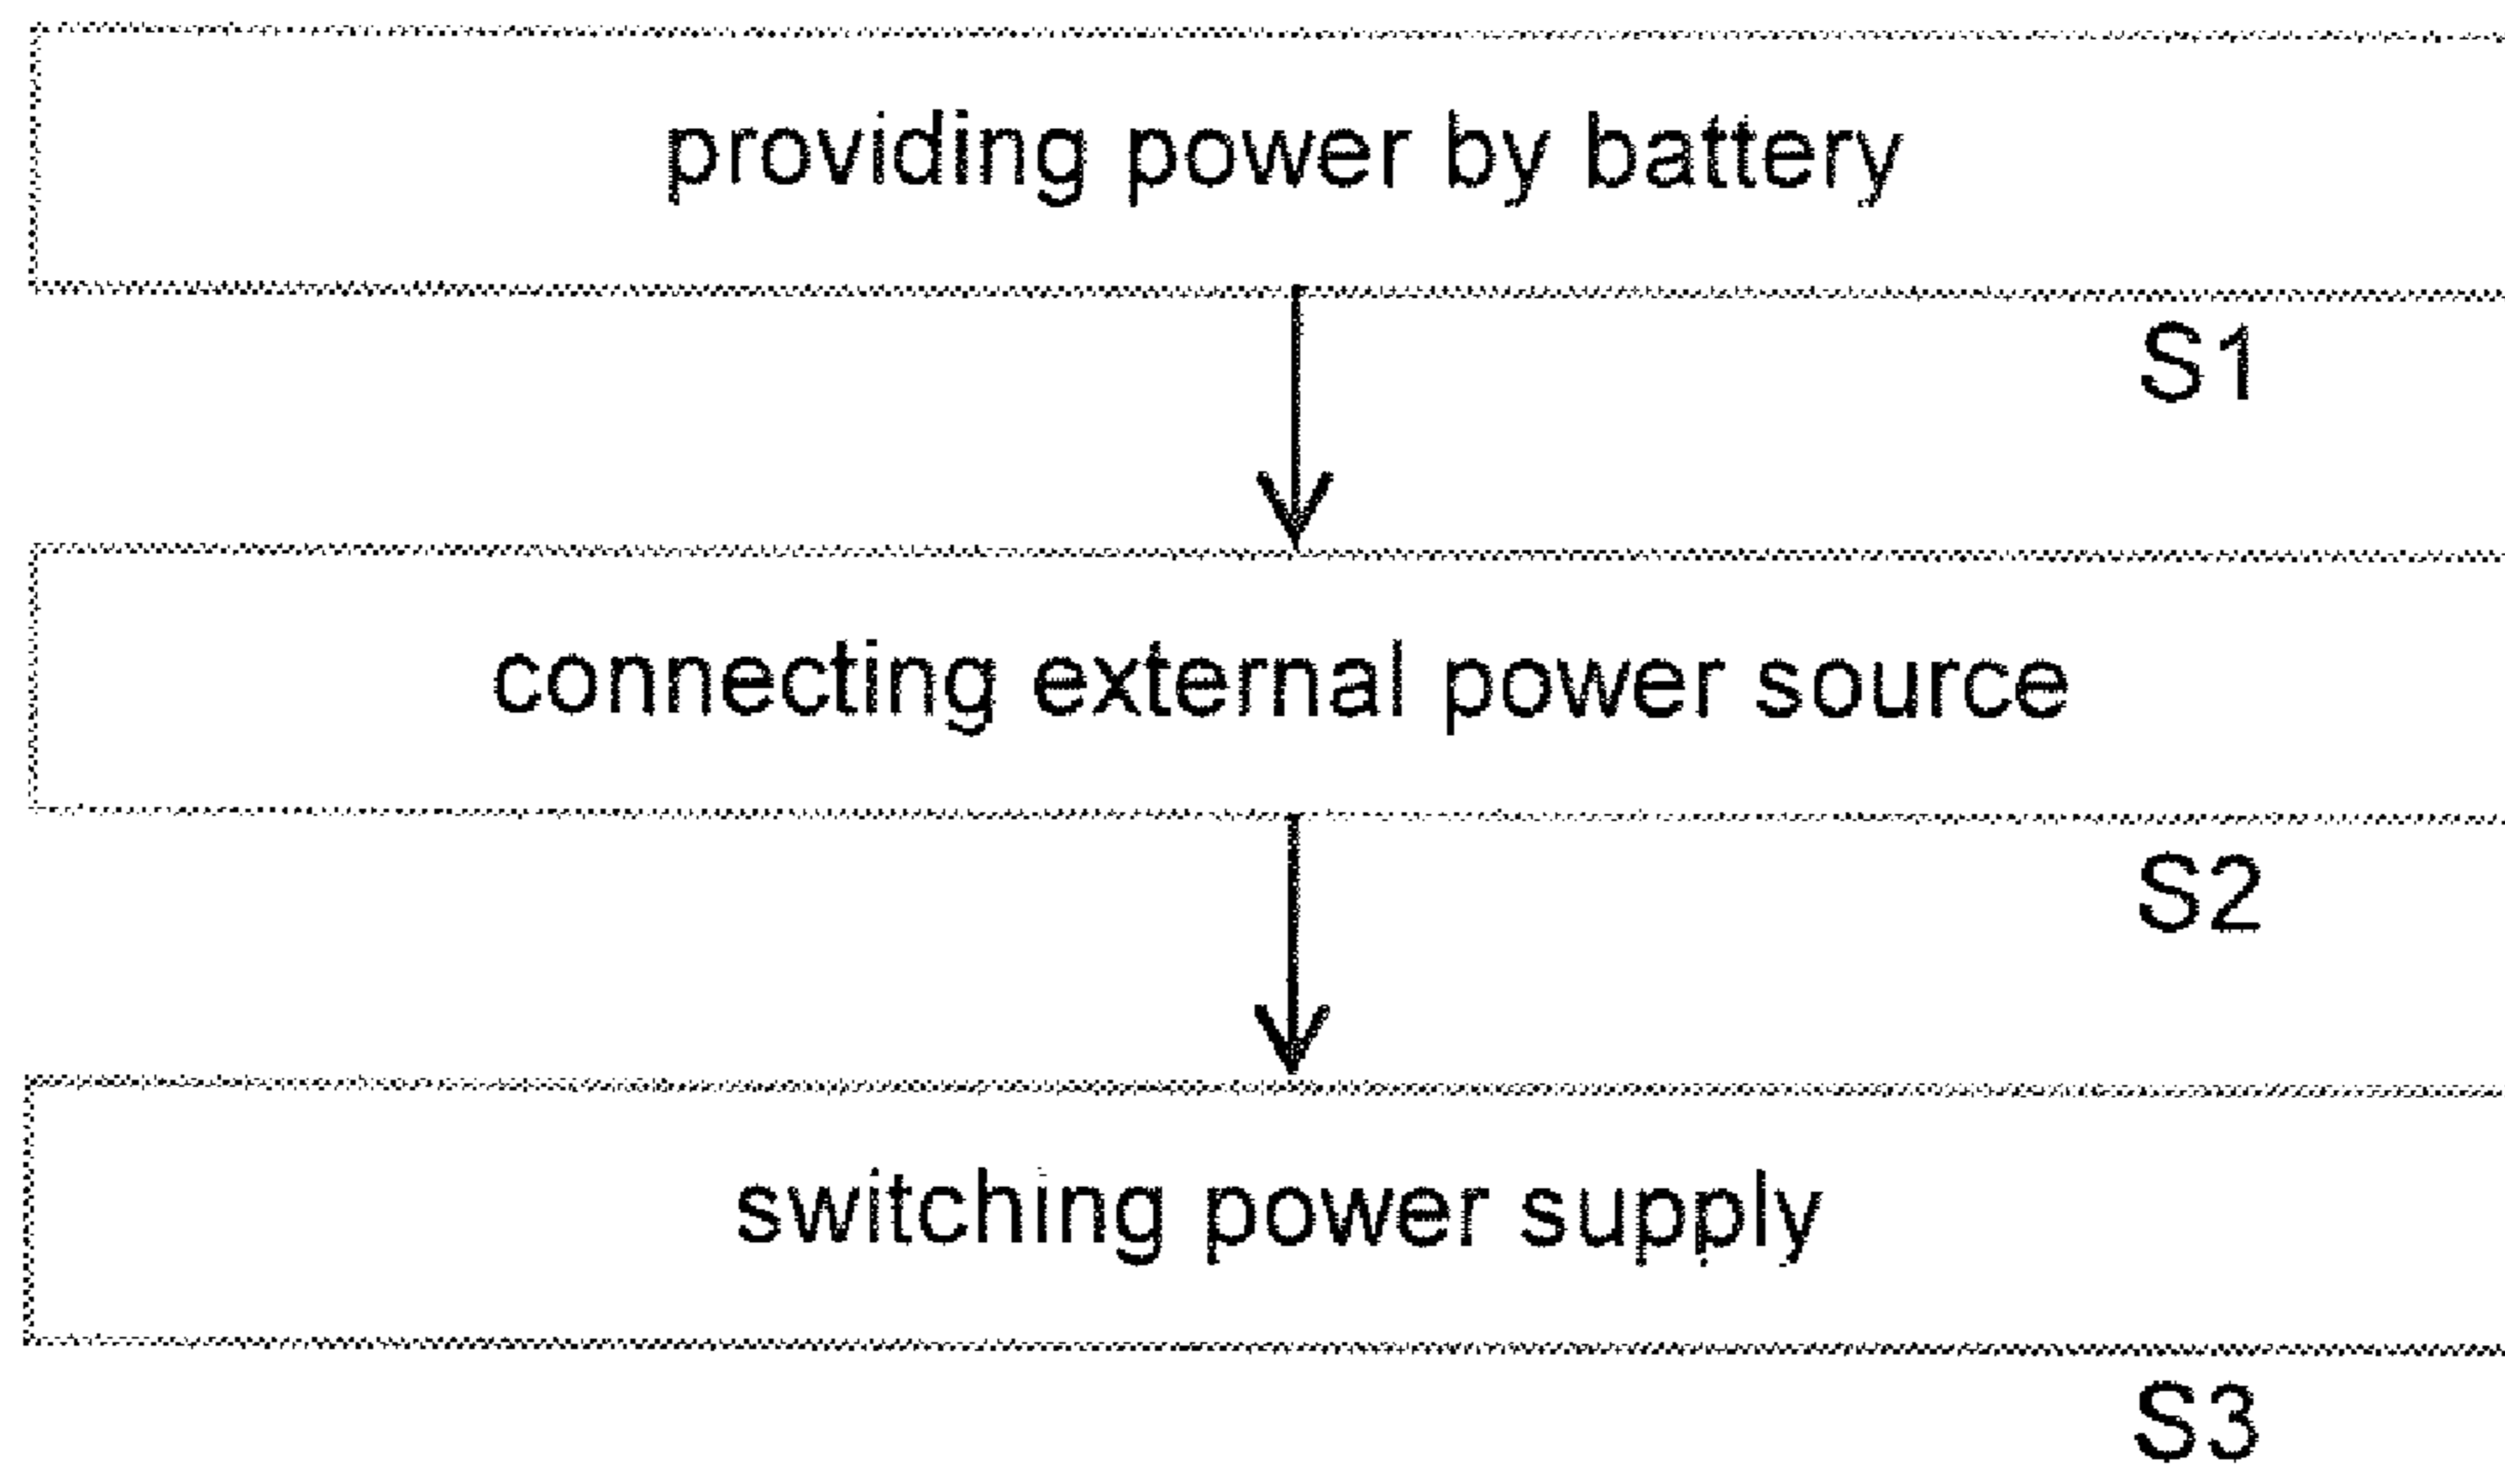 providing power by battery
S1
connecting external power source
S2
switching power supply
S3